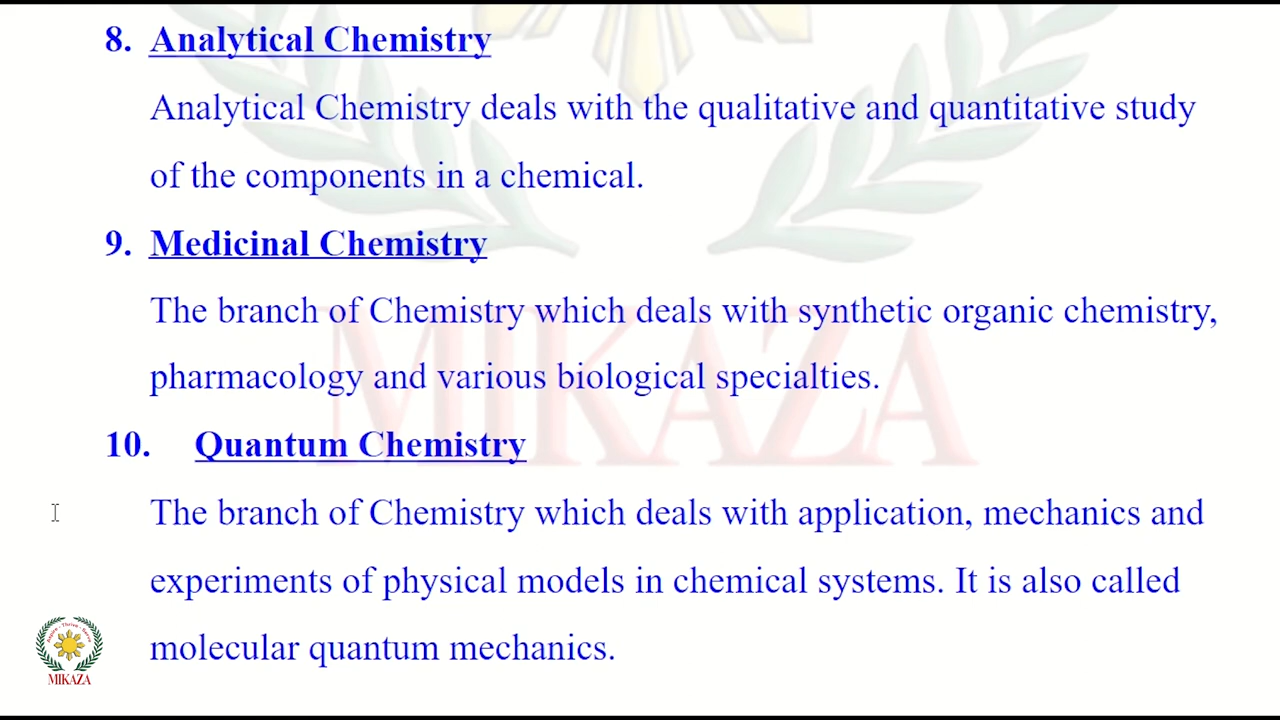 8. Analytical Chemistry
Analytical Chemistry deals with the qualitative and quantitative study
of the components in a chemical.
9. Medicinal Chemistry
The branch of Chemistry which deals with synthetic organic chemistry,
pharmacology and various biological specialties.
10. Quantum Chemistry
The branch of Chemistry which deals with application, mechanics and
experiments of physical models in chemical systems. It is also called
molecular quantum mechanics.
MIKAZA
MIKAZA